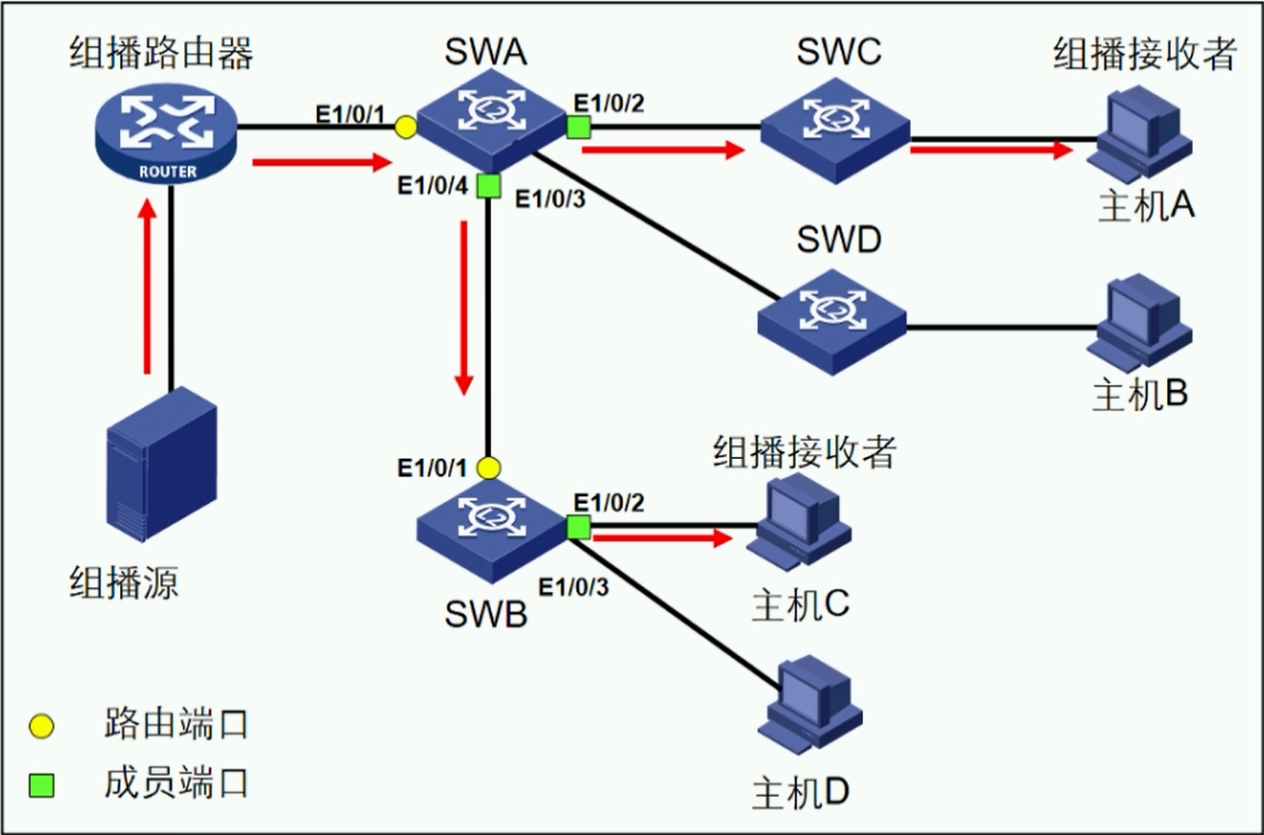 组播路由器
SWA
SWC
组播接收者
E1/0/1
E1/0/2
ROUTER
E1/0/4
E1/0/3
主机A
SWD
主机B
组播接收者
E1/0/1
E1/0/2
组播源
E1/0/3
主机C
SWB
路由端口
成员端口
主机D